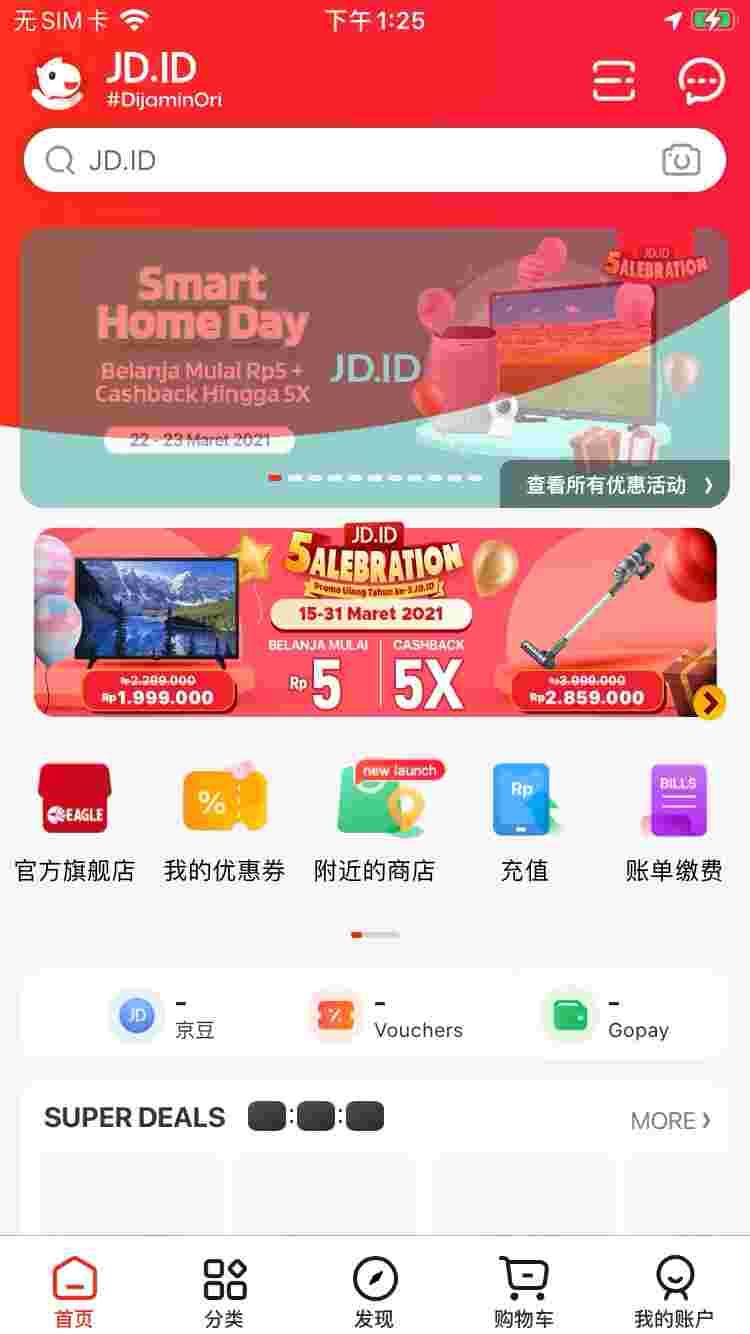 无SIM卡
下午1:25
JD.ID
#DijaminOri
JD.ID
JD.ID
5ALEBRATION
Smart
Home Day
Belanja Mulai Rp5 +
Cashback Hingga 5X
JD.ID
22 - 23 Maret 2021
查看所有优惠活动 》
JD.ID
5ALEBRATION
Promo Ulang Tahun ke-5 JD.ID
15-31 Maret 2021
BELANJA MULAI
Rp 5
CASHBACK
5X
Rp2.299.000
Rp1.999.000
Rp3.999.000
Rp2.859.000
EAGLE
%
new launch
Rp
BILLS
官方旗舰店
我的优惠券
附近的商店
充值
账单缴费
JD
-
京豆
%
-
Vouchers
-
Gopay
SUPER DEALS
: :
MORE 》
首页
分类
发现
购物车
我的账户